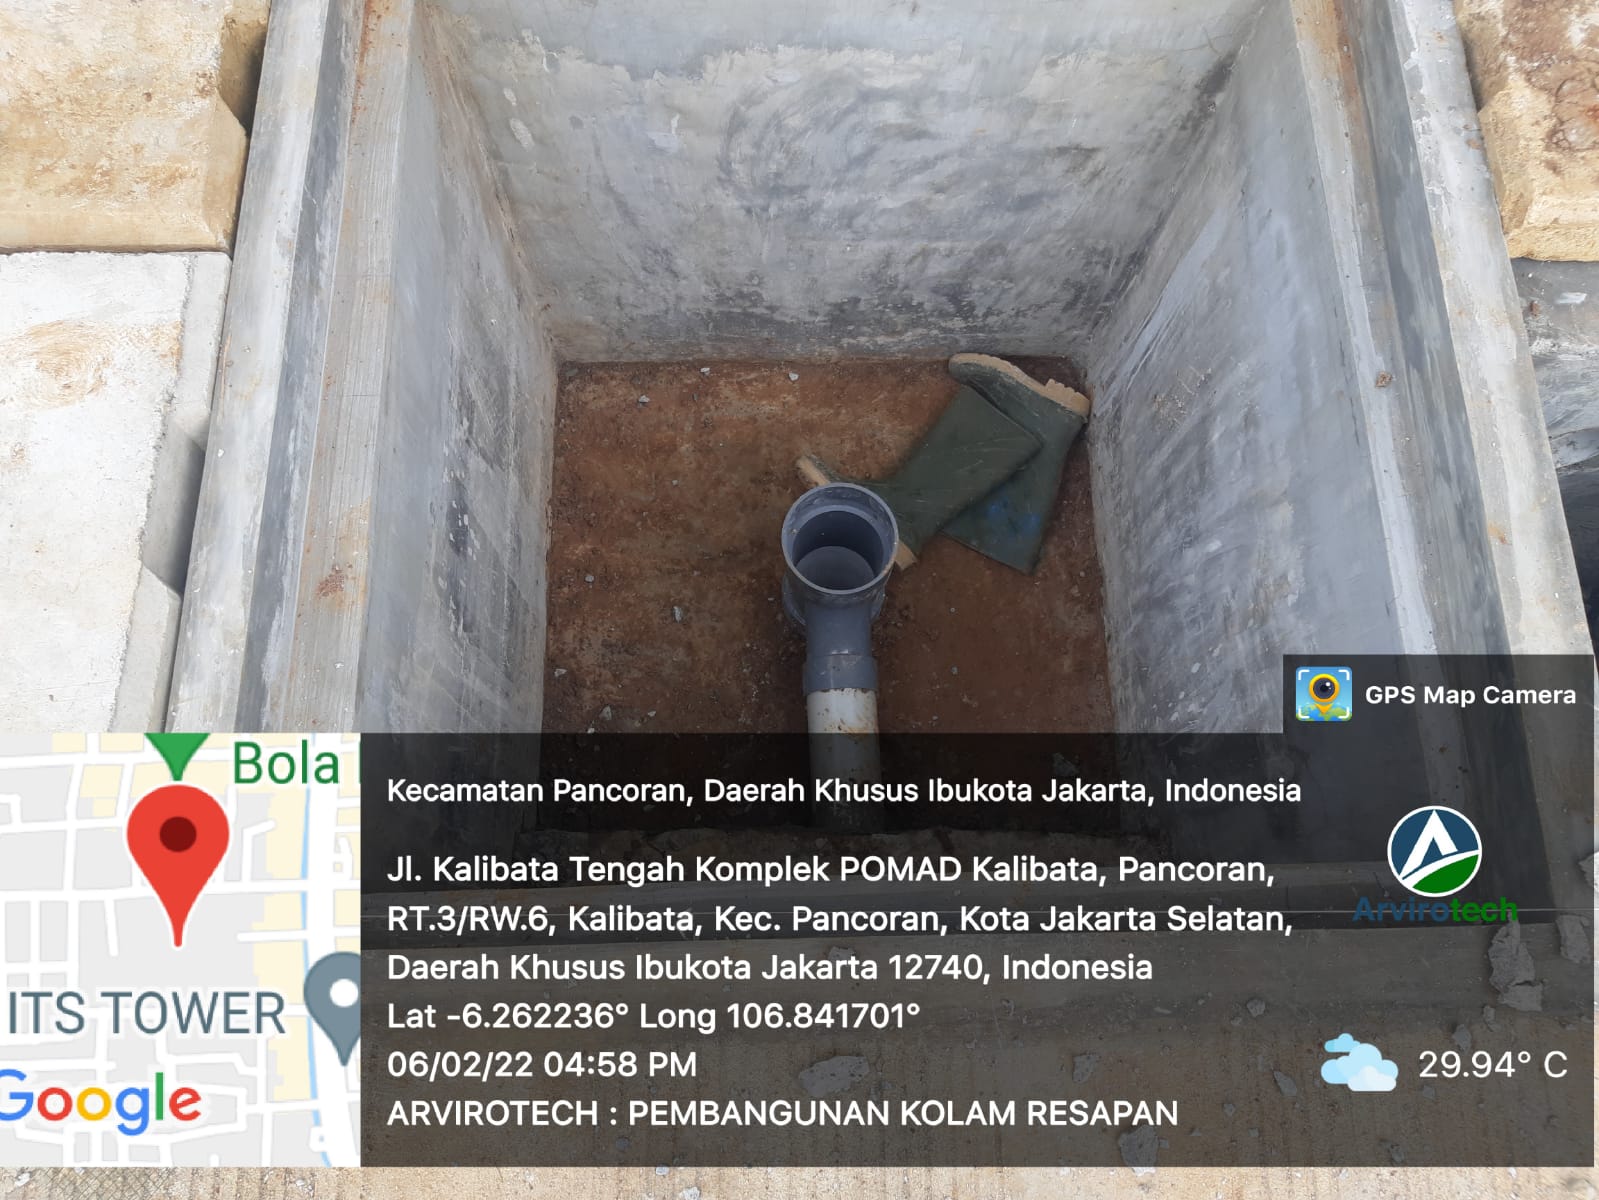 GPS Map Camera
Bola
ITS TOWER
Google
Kecamatan Pancoran, Daerah Khusus Ibukota Jakarta, Indonesia
Jl. Kalibata Tengah Komplek POMAD Kalibata, Pancoran,
RT.3/RW.6, Kalibata, Kec. Pancoran, Kota Jakarta Selatan,
Daerah Khusus Ibukota Jakarta 12740, Indonesia
Lat -6.262236° Long 106.841701°
06/02/22 04:58 PM
ARVIROTECH : PEMBANGUNAN KOLAM RESAPAN
Arvirotech
29.94° C